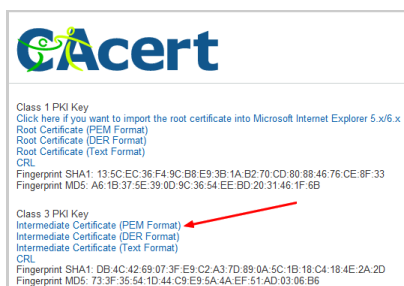 CAcert
Class 1 PKI Key
Click here if you want to import the root certificate into Microsoft Internet Explorer 5.x/6.x
Root Certificate (PEM Format)
Root Certificate (DER Format)
Root Certificate (Text Format)
CRL
Fingerprint SHA1: 13:5C:EC:36:F4:9C:B8:E9:3B:1A:B2:70:CD:80:88:46:76:CE:8F:33
Fingerprint MD5: A6:1B:37:5E:39:0D:9C:36:54:EE:BD:20:31:46:1F:6B
Class 3 PKI Key
Intermediate Certificate (PEM Format)
Intermediate Certificate (DER Format)
Intermediate Certificate (Text Format)
CRL
Fingerprint SHA1: DB:4C:42:69:07:3F:E9:C2:A3:7D:89:0A:5C:1B:18:C4:18:4E:2A:2D
Fingerprint MD5: 73:3F:35:54:1D:44:C9:E9:5A:4A:EF:51:AD:03:06:B6